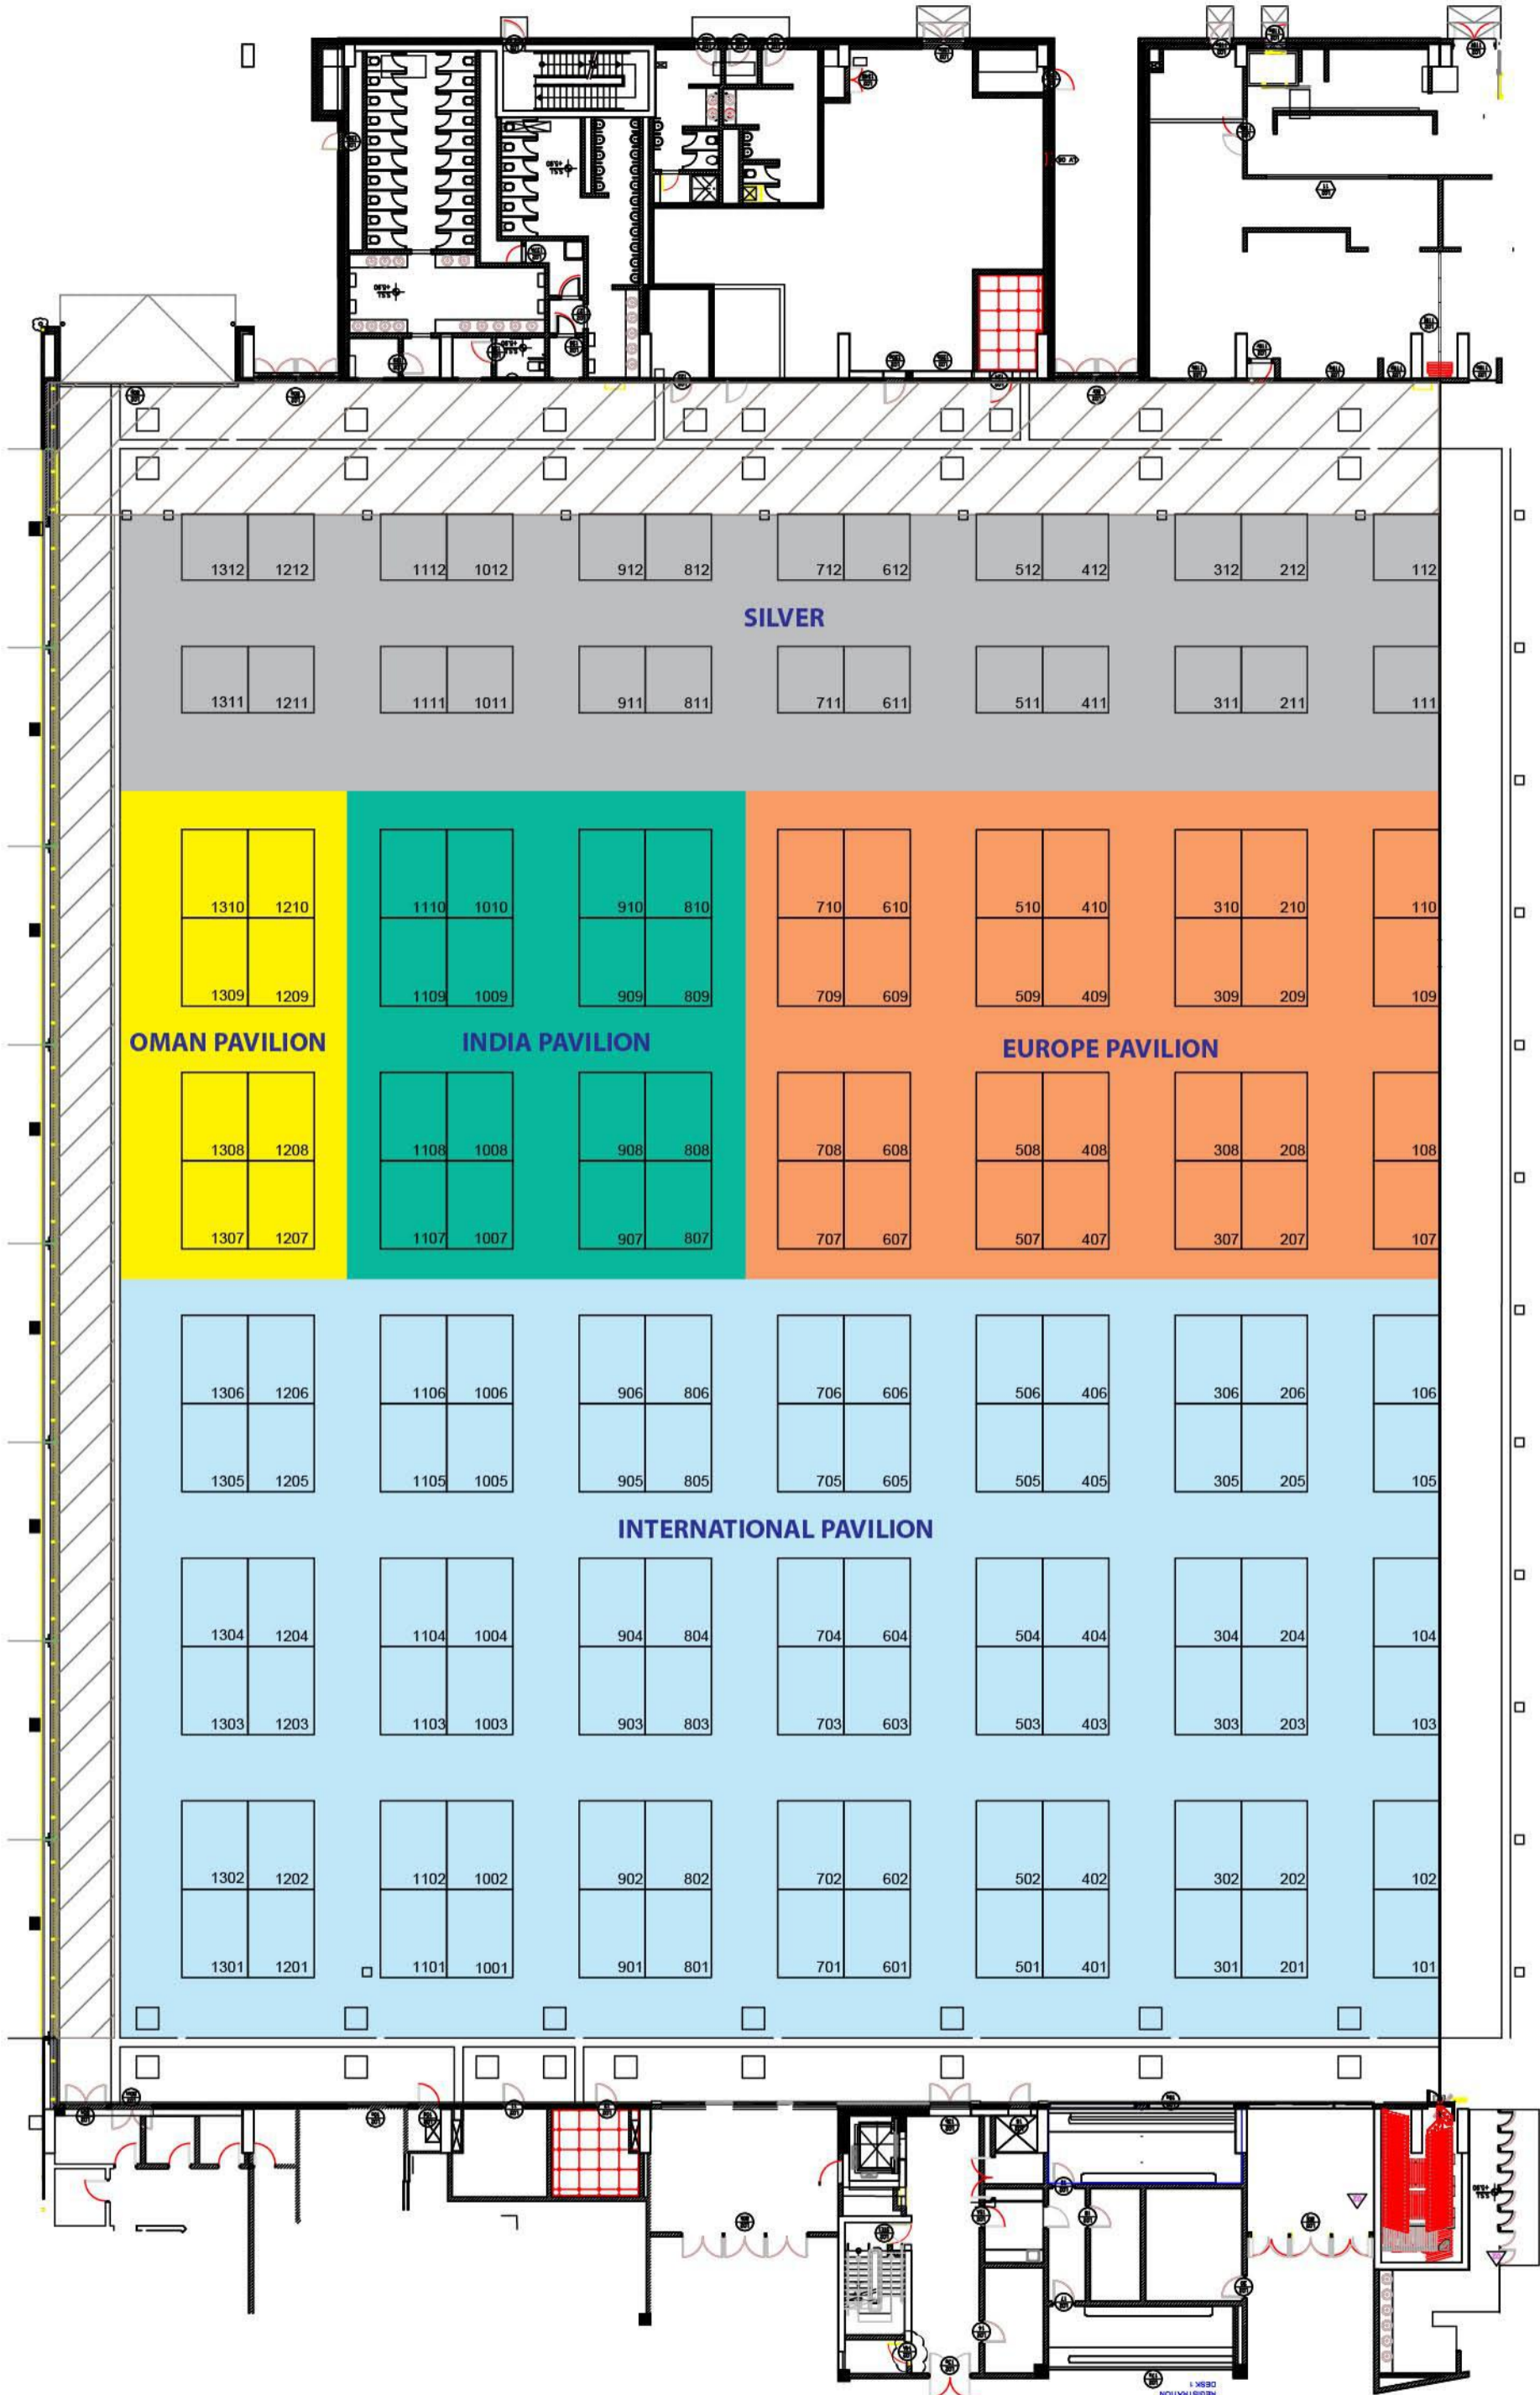 1312 1212 1112 1012 912 812 712 612 512 412 312 212 112
SILVER
1311 1211 1111 1011 911 811 711 611 511 411 311 211 111
1310 1210 1110 1010 910 810 710 610 510 410 310 210 110
1309 1209 1109 1009 909 809 709 609 509 409 309 209 109
OMAN PAVILION INDIA PAVILION EUROPE PAVILION
1308 1208 1108 1008 908 808 708 608 508 408 308 208 108
1307 1207 1107 1007 907 807 707 607 507 407 307 207 107
1306 1206 1106 1006 906 806 706 606 506 406 306 206 106
1305 1205 1105 1005 905 805 705 605 505 405 305 205 105
INTERNATIONAL PAVILION
1304 1204 1104 1004 904 804 704 604 504 404 304 204 104
1303 1203 1103 1003 903 803 703 603 503 403 303 203 103
1302 1202 1102 1002 902 802 702 602 502 402 302 202 102
1301 1201 1101 1001 901 801 701 601 501 401 301 201 101
REGISTRATION
DESK 1